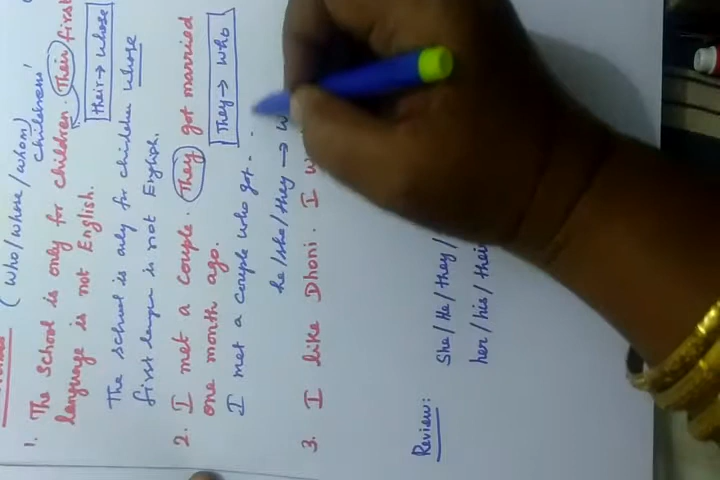 (who/whose/whom)
1. The School is only for children. Their first
childrens'
language is not English.
their → whose
The school is only for children whose
first langer is not English.
2. I met a couple. They got married
one month ago.
They → who
I met a couple who got..
he/she/they →
3. I like Dhoni. I
Review: She/He/they/
her/his/their